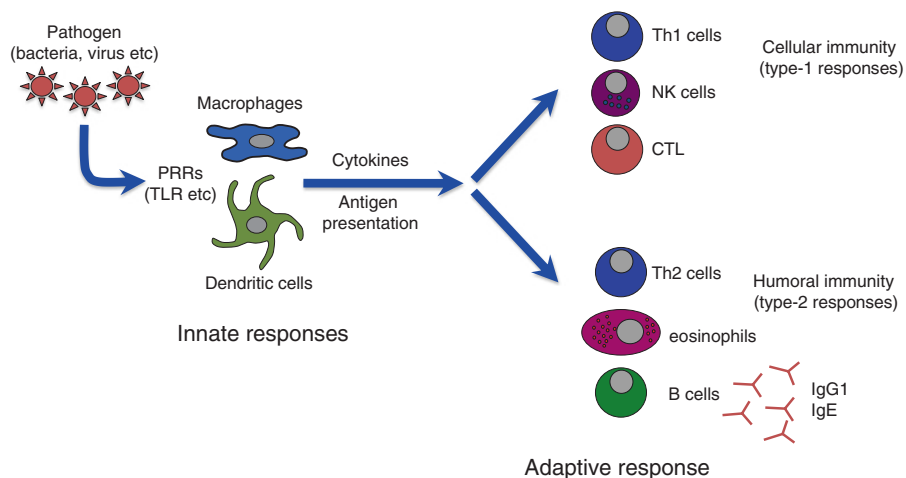 Pathogen
(bacteria, virus etc)
Macrophages
PRRs
(TLR etc)
Dendritic cells
Innate responses
Cytokines
Antigen
presentation
Th1 cells
NK cells
CTL
Cellular immunity
(type-1 responses)
Th2 cells
eosinophils
B cells
Humoral immunity
(type-2 responses)
IgG1
IgE
Adaptive response